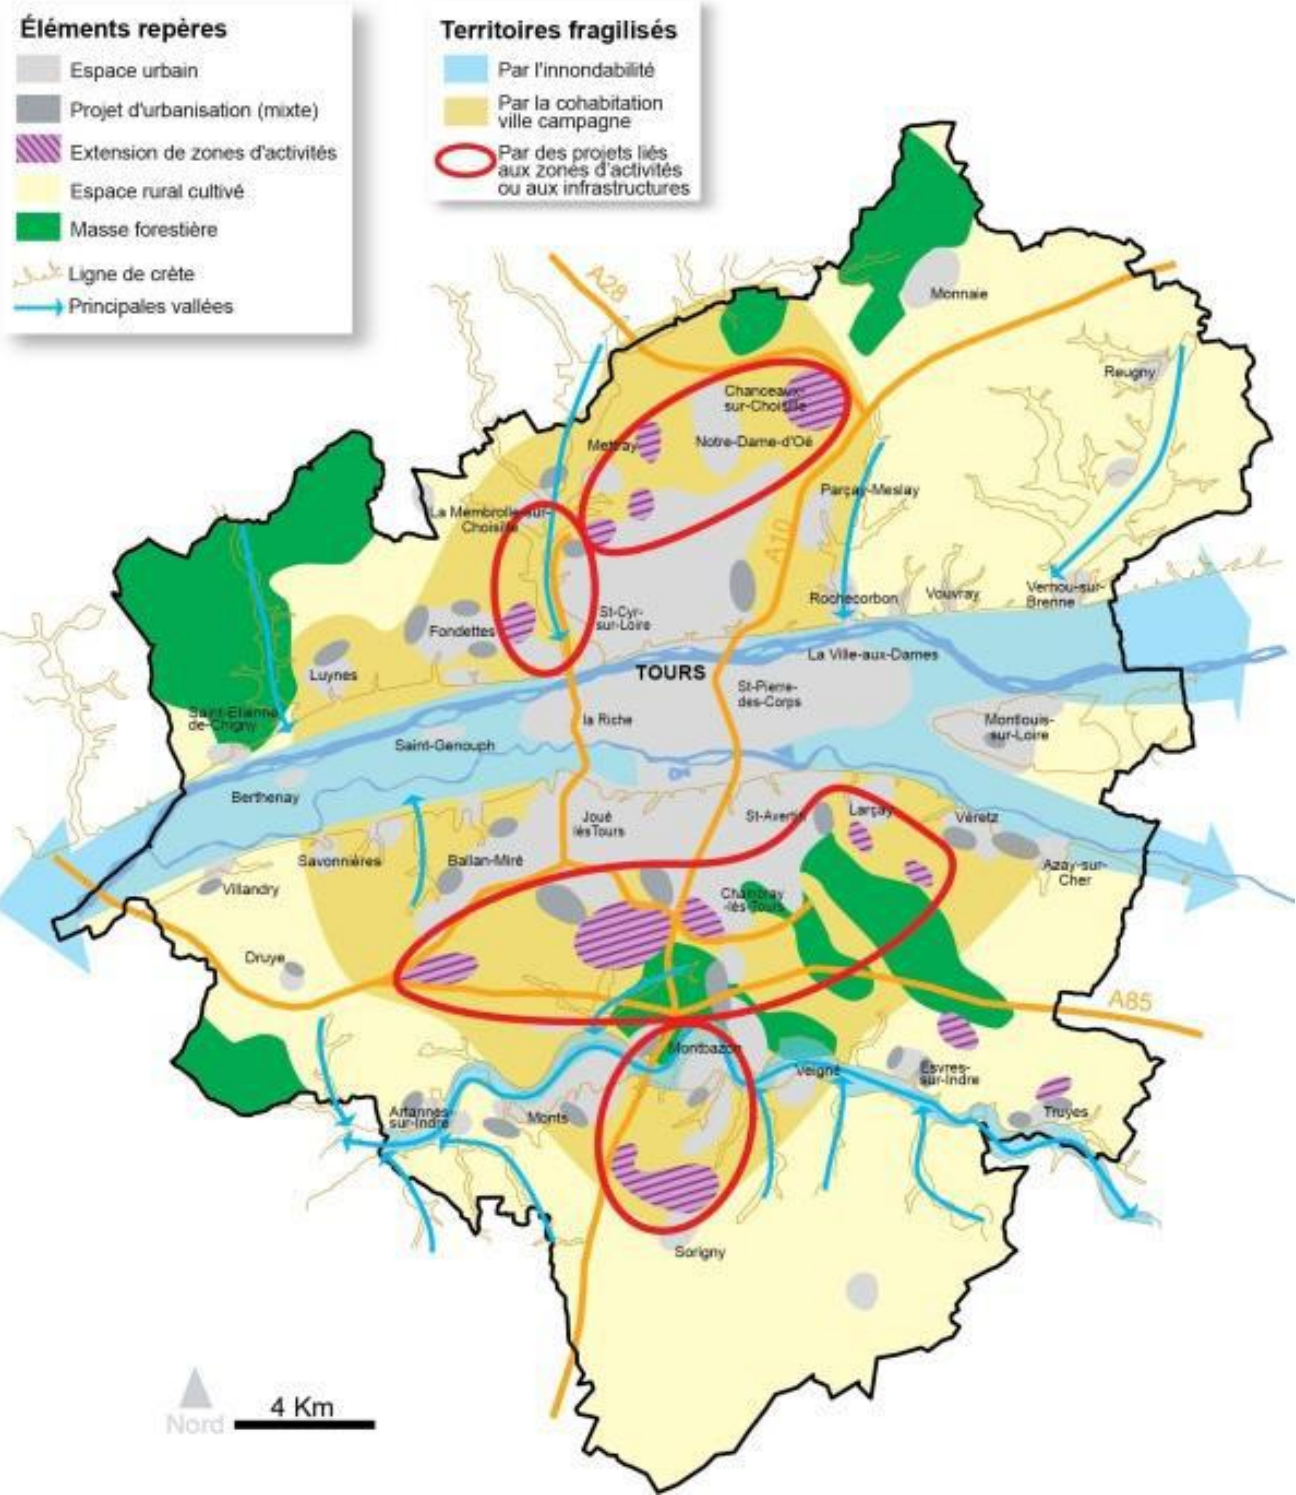 Éléments repères
Espace urbain
Projet d'urbanisation (mixte)
Extension de zones d'activités
Espace rural cultivé
Masse forestière
Ligne de crète
Principales vallées
Territoires fragilisés
Par l'innondabilité
Par la cohabitation
ville campagne
Par des projets liés
aux zones d'activités
ou aux infrastructures
A28
Monnaie
Reugny
Chanceaux-
sur-Choisille
Mettray
Notre-Dame-d'Oé
Parçay-Meslay
La Membrolle-sur-
Choisille
A10
Rochecorbon
Vouvray
Vernou-sur-
Brenne
St-Cyr-
sur-Loire
Fondettes
La Ville-aux-Dames
Luynes
TOURS
St-Pierre-
des-Corps
Saint-Etienne
de-Chigny
la Riche
Montlouis-
sur-Loire
Saint-Genouph
Berthenay
Joué
lès Tours
St-Avertin
Larçay
Véretz
Savonnières
Ballan-Miré
Azay-sur-
Cher
Villandry
Chambray
-lès-Tours
Druye
A85
Montbazon
Veigné
Esvres-
sur-Indre
Artannes-
sur-Indre
Monts
Truyes
Sorigny
Nord
4 Km